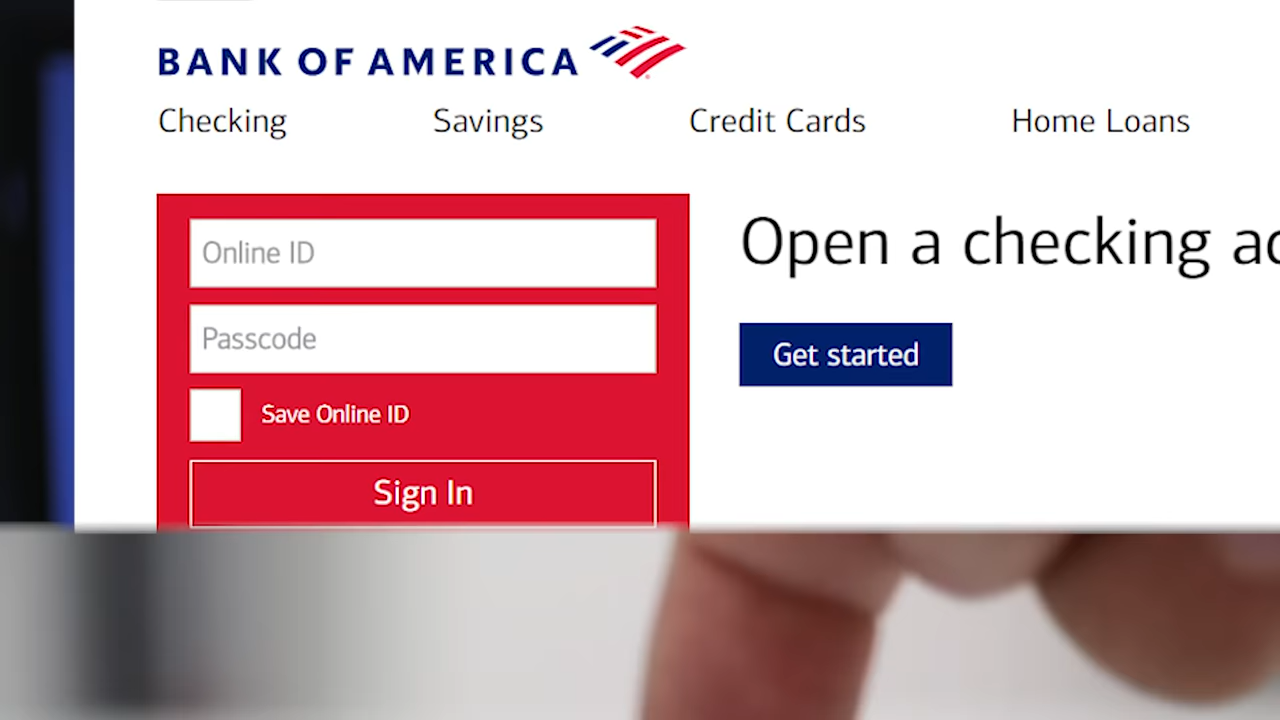 BANK OF AMERICA
Checking Savings Credit Cards Home Loans
Online ID
Open a checking
Passcode
Get started
Save Online ID
Sign In